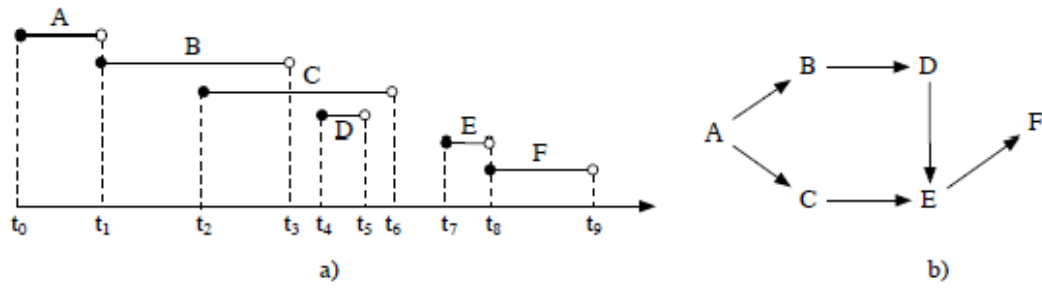 A
B
C
D
E
F
t₀ t₁ t₂ t₃ t₄ t₅ t₆ t₇ t₈ t₉
a)
B D
A F
C E
b)